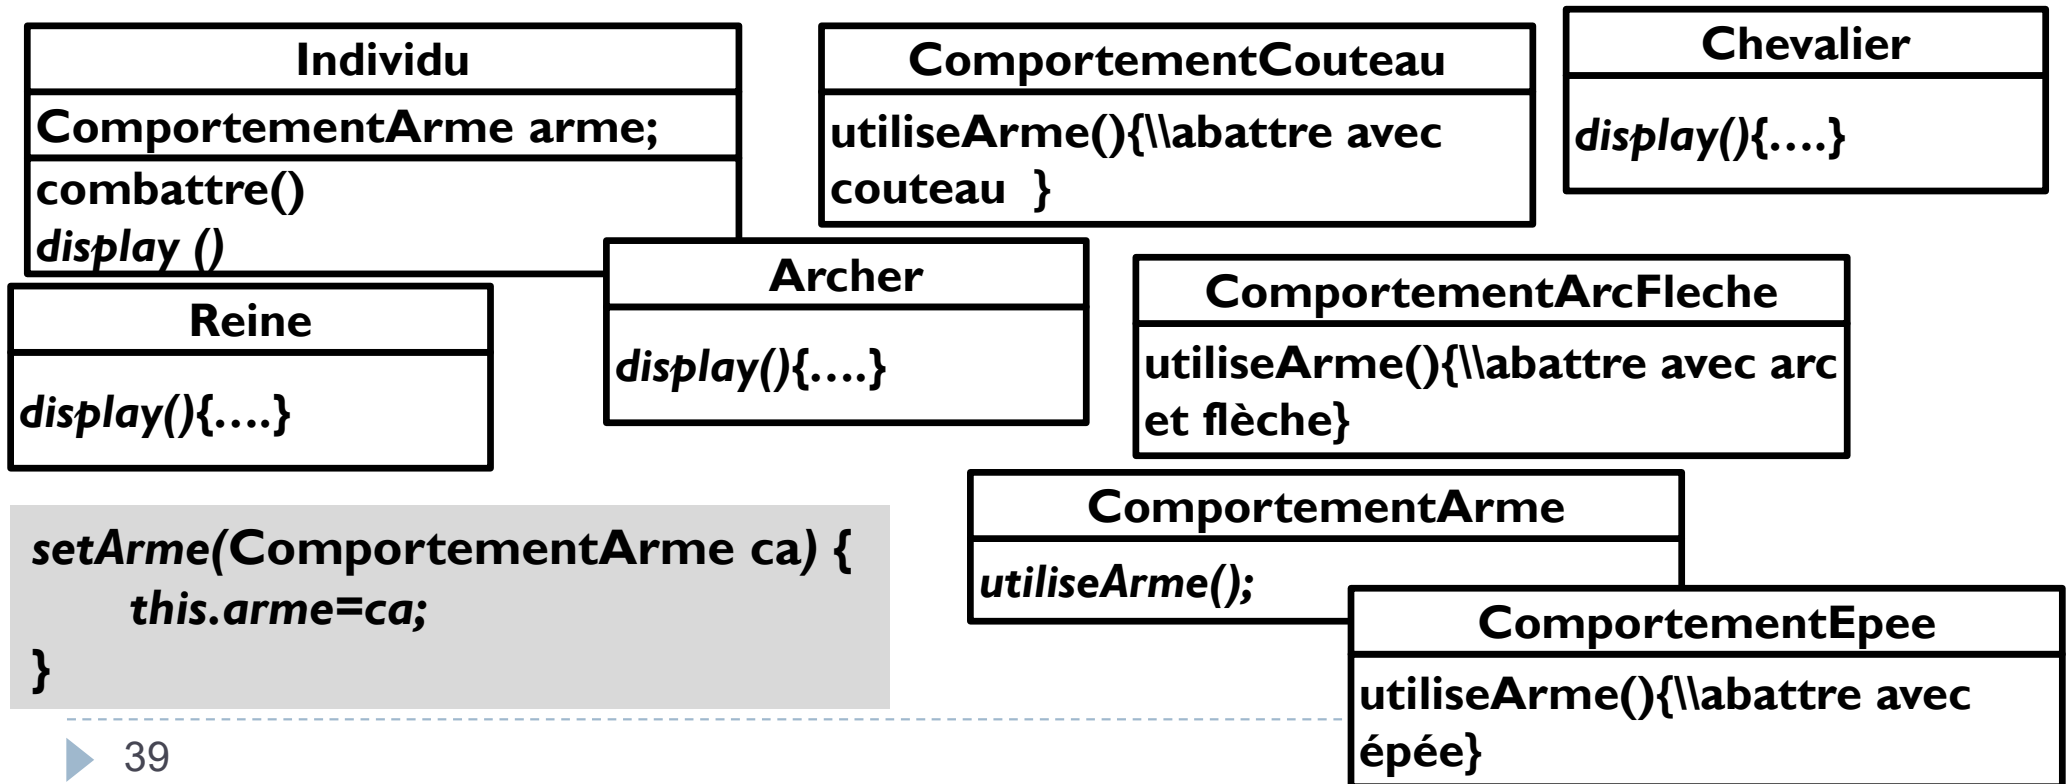 Individu
ComportementArme arme;
combattre()
display ()
ComportementCouteau
utiliseArme(){\\abattre avec
couteau  }
Chevalier
display(){….}
Reine
display(){….}
Archer
display(){….}
ComportementArcFleche
utiliseArme(){\\abattre avec arc
et flèche}
setArme(ComportementArme ca) {
this.arme=ca;
}
ComportementArme
utiliseArme();
ComportementEpee
utiliseArme(){\\abattre avec
épée}
39